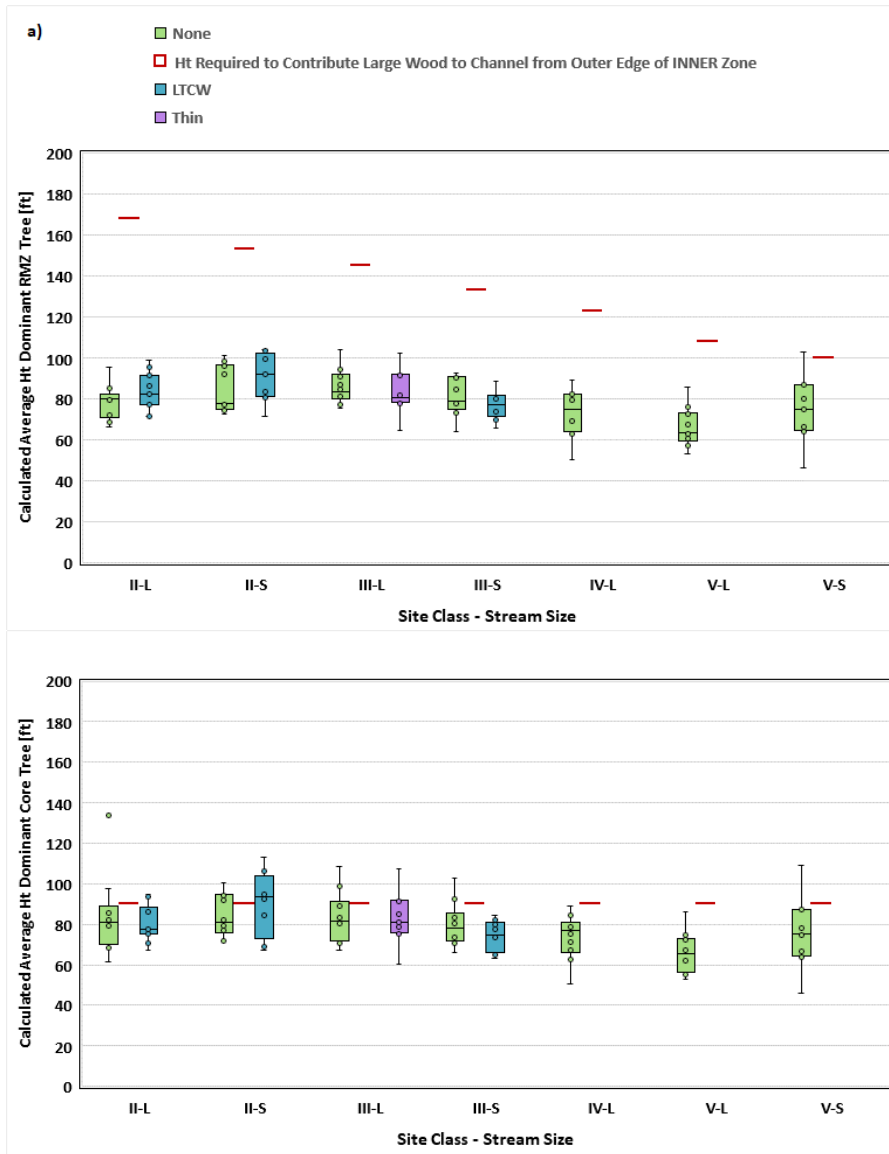 a)
None
Ht Required to Contribute Large Wood to Channel from Outer Edge of INNER Zone
LTCW
Thin
Calculated Average Ht Dominant RMZ Tree [ft]
200
180
160
140
120
100
80
60
40
20
0
II-L II-S III-L III-S IV-L V-L V-S
Site Class - Stream Size
Calculated Average Ht Dominant Core Tree [ft]
200
180
160
140
120
100
80
60
40
20
0
II-L II-S III-L III-S IV-L V-L V-S
Site Class - Stream Size